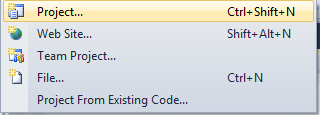 Project... Ctrl+Shift+N
Web Site... Shift+Alt+N
Team Project...
File... Ctrl+N
Project From Existing Code...